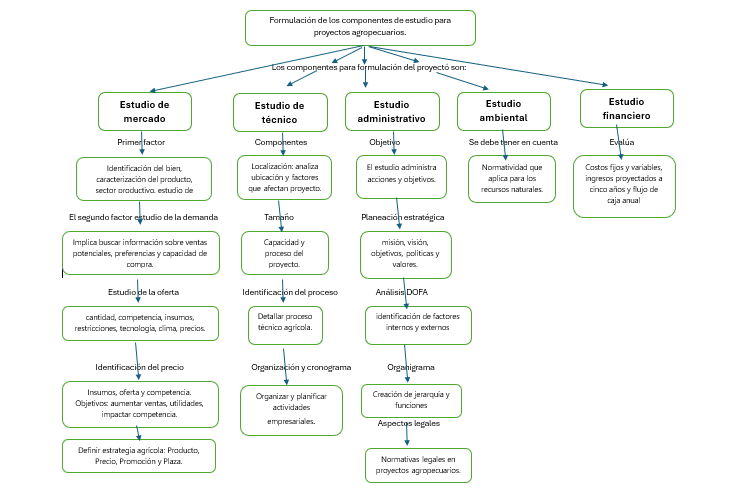 Formulación de los componentes de estudio para
proyectos agropecuarios.
Los componentes para formulación del proyecto son:
Estudio de
mercado
Primer factor
Identificación del bien,
caracterización del producto,
sector productivo. estudio de
El segundo factor estudio de la demanda
Implica buscar información sobre ventas
potenciales, preferencias y capacidad de
compra.
Estudio de la oferta
cantidad, competencia, insumos,
restricciones, tecnología, clima, precios.
Identificación del precio
Insumos, oferta y competencia.
Objetivos: aumentar ventas, utilidades,
impactar competencia.
Definir estrategia agrícola: Producto,
Precio, Promoción y Plaza.
Estudio de
técnico
Componentes
Localización: analiza
ubicación y factores
que afectan proyecto.
Tamaño
Capacidad y
proceso del
proyecto.
Identificación del proceso
Detallar proceso
técnico agrícola.
Organización y cronograma
Organizar y planificar
actividades
empresariales.
Estudio
administrativo
Objetivo
El estudio administra
acciones y objetivos.
Planeación estratégica
misión, visión,
objetivos, políticas y
valores.
Análisis DOFA
identificación de factores
internos y externos
Organigrama
Creación de jerarquía y
funciones
Aspectos legales
Normativas legales en
proyectos agropecuarios.
Estudio
ambiental
Se debe tener en cuenta
Normatividad que
aplica para los
recursos naturales.
Estudio
financiero
Evalúa
Costos fijos y variables,
ingresos proyectados a
cinco años y flujo de
caja anual